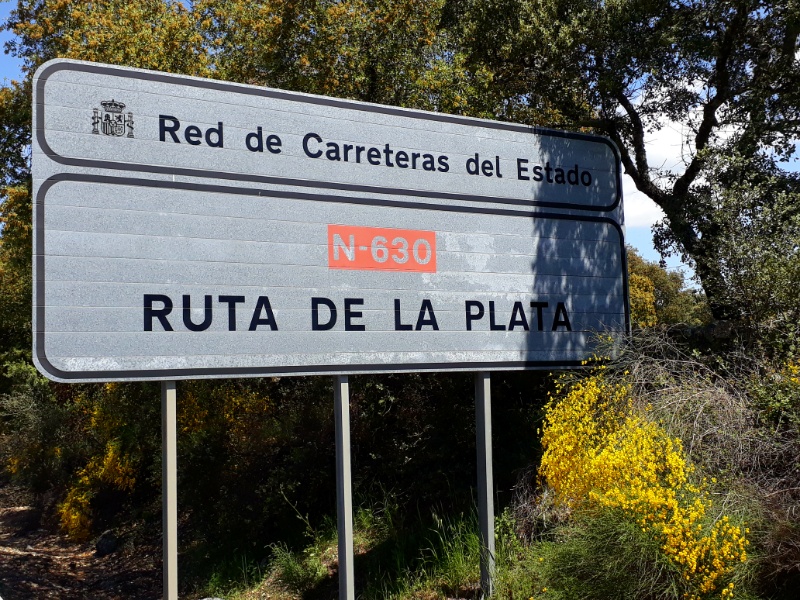 Red de Carreteras del Estado
N-630
RUTA DE LA PLATA